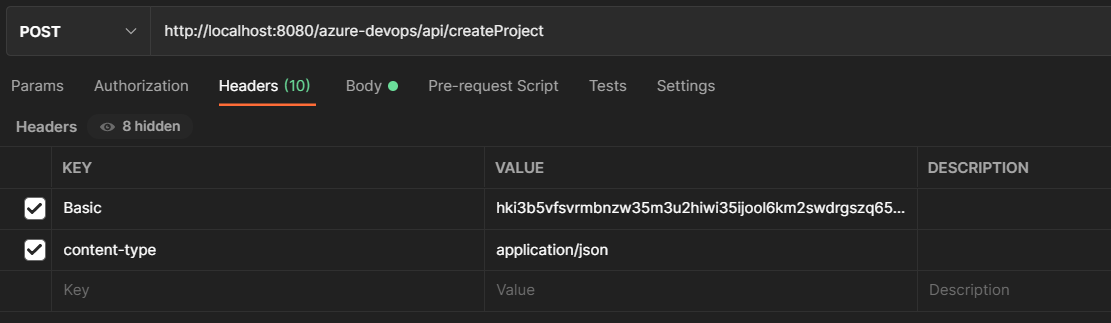 POST http://localhost:8080/azure-devops/api/createProject
Params Authorization Headers (10) Body Pre-request Script Tests Settings
Headers 8 hidden
KEY VALUE DESCRIPTION
Basic hki3b5vfsvrmbnzw35m3u2hiwi35ijool6km2swdrgszq65...
content-type application/json
Key Value Description